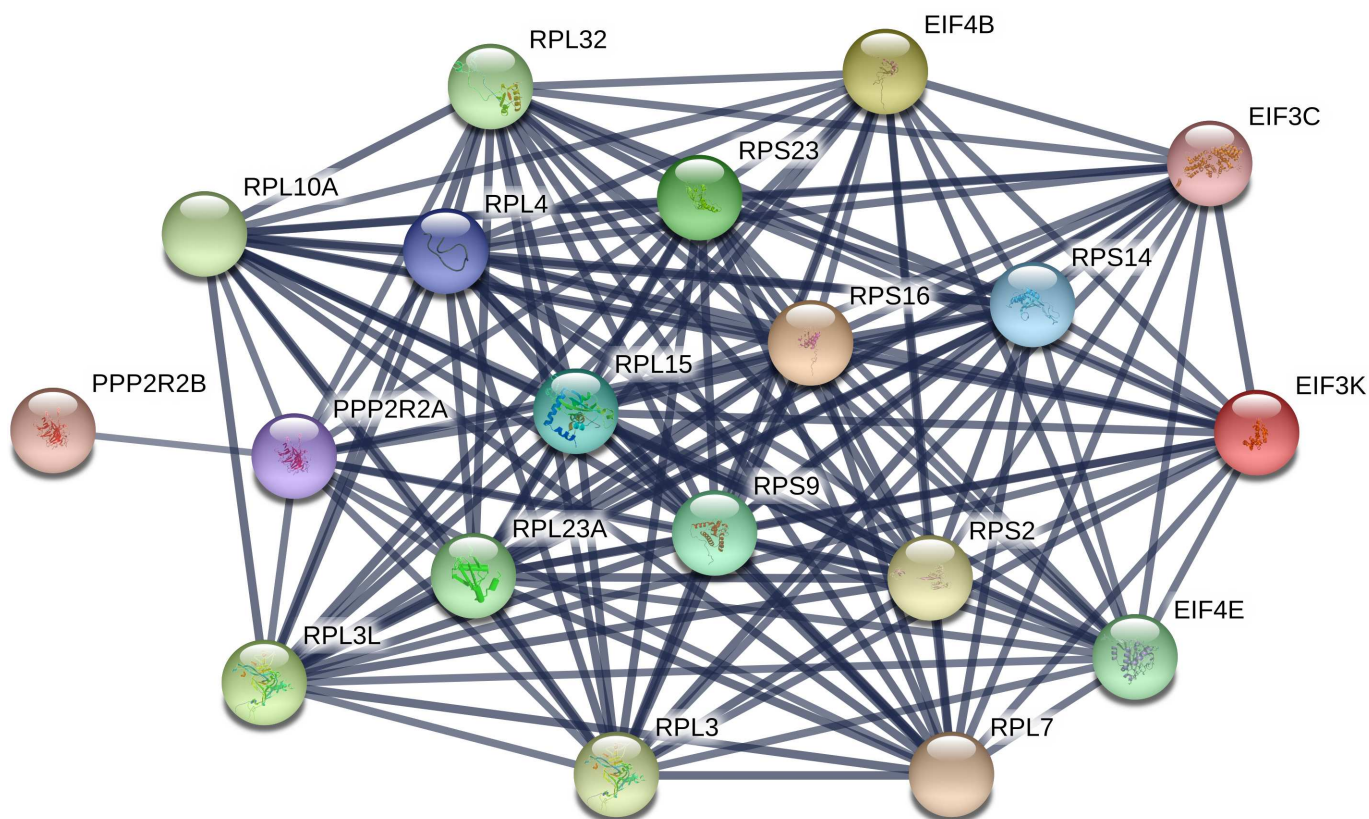 EIF4B
RPL32
EIF3C
RPS23
RPL10A
RPL4
RPS14
RPS16
RPL15
PPP2R2B
PPP2R2A
EIF3K
RPS9
RPL23A
RPS2
EIF4E
RPL3L
RPL3
RPL7